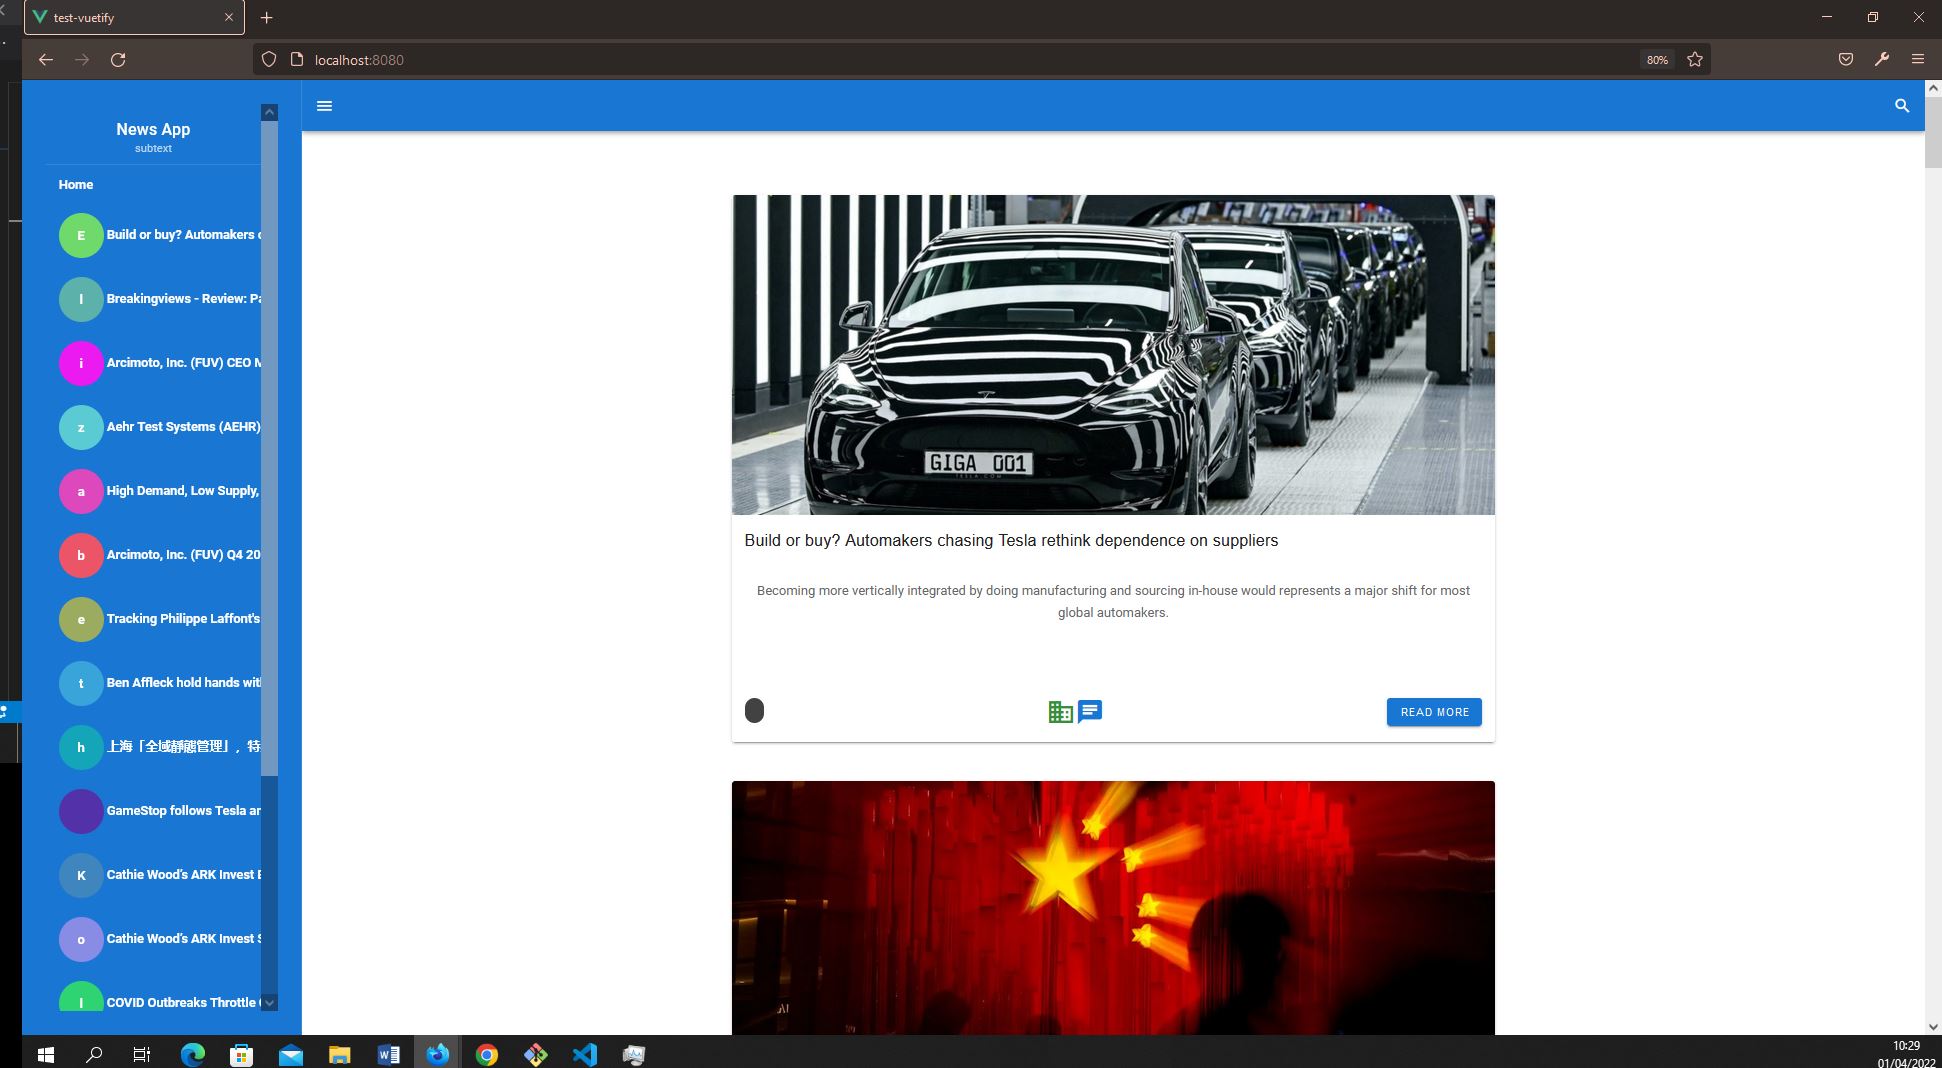 test-vuetify
localhost:8080
80%
News App
subtext
Home
E Build or buy? Automakers
I Breakingviews - Review: Pa
i Arcimoto, Inc. (FUV) CEO M
z Aehr Test Systems (AEHR)
a High Demand, Low Supply,
b Arcimoto, Inc. (FUV) Q4 20
e Tracking Philippe Laffont's
t Ben Affleck hold hands wit
h 上海「全域靜態管理」，特
GameStop follows Tesla an
K Cathie Wood's ARK Invest
o Cathie Wood's ARK Invest S
l COVID Outbreaks Throttle
GIGA 001
TESLA.COM
Build or buy? Automakers chasing Tesla rethink dependence on suppliers
Becoming more vertically integrated by doing manufacturing and sourcing in-house would represents a major shift for most
global automakers.
READ MORE
10:29
01/04/2022